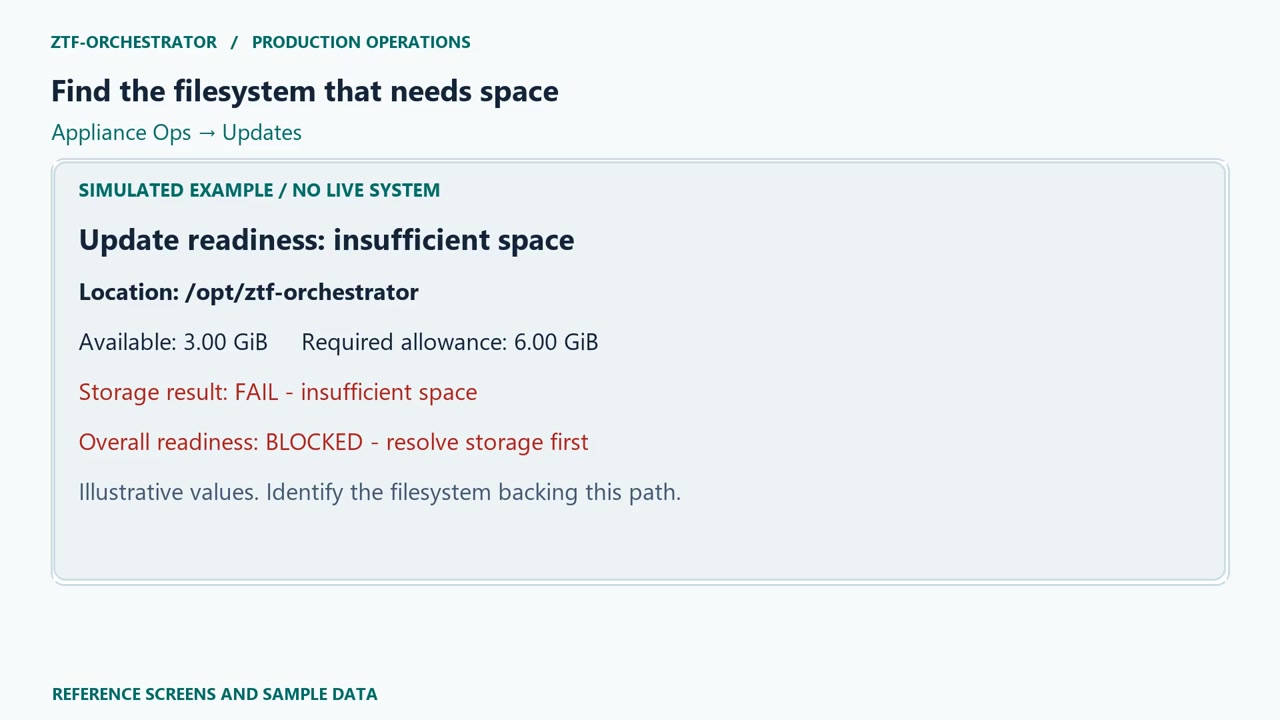 ZTF-ORCHESTRATOR / PRODUCTION OPERATIONS
Find the filesystem that needs space
Appliance Ops → Updates
SIMULATED EXAMPLE / NO LIVE SYSTEM
Update readiness: insufficient space
Location: /opt/ztf-orchestrator
Available: 3.00 GiB Required allowance: 6.00 GiB
Storage result: FAIL - insufficient space
Overall readiness: BLOCKED - resolve storage first
Illustrative values. Identify the filesystem backing this path.
REFERENCE SCREENS AND SAMPLE DATA